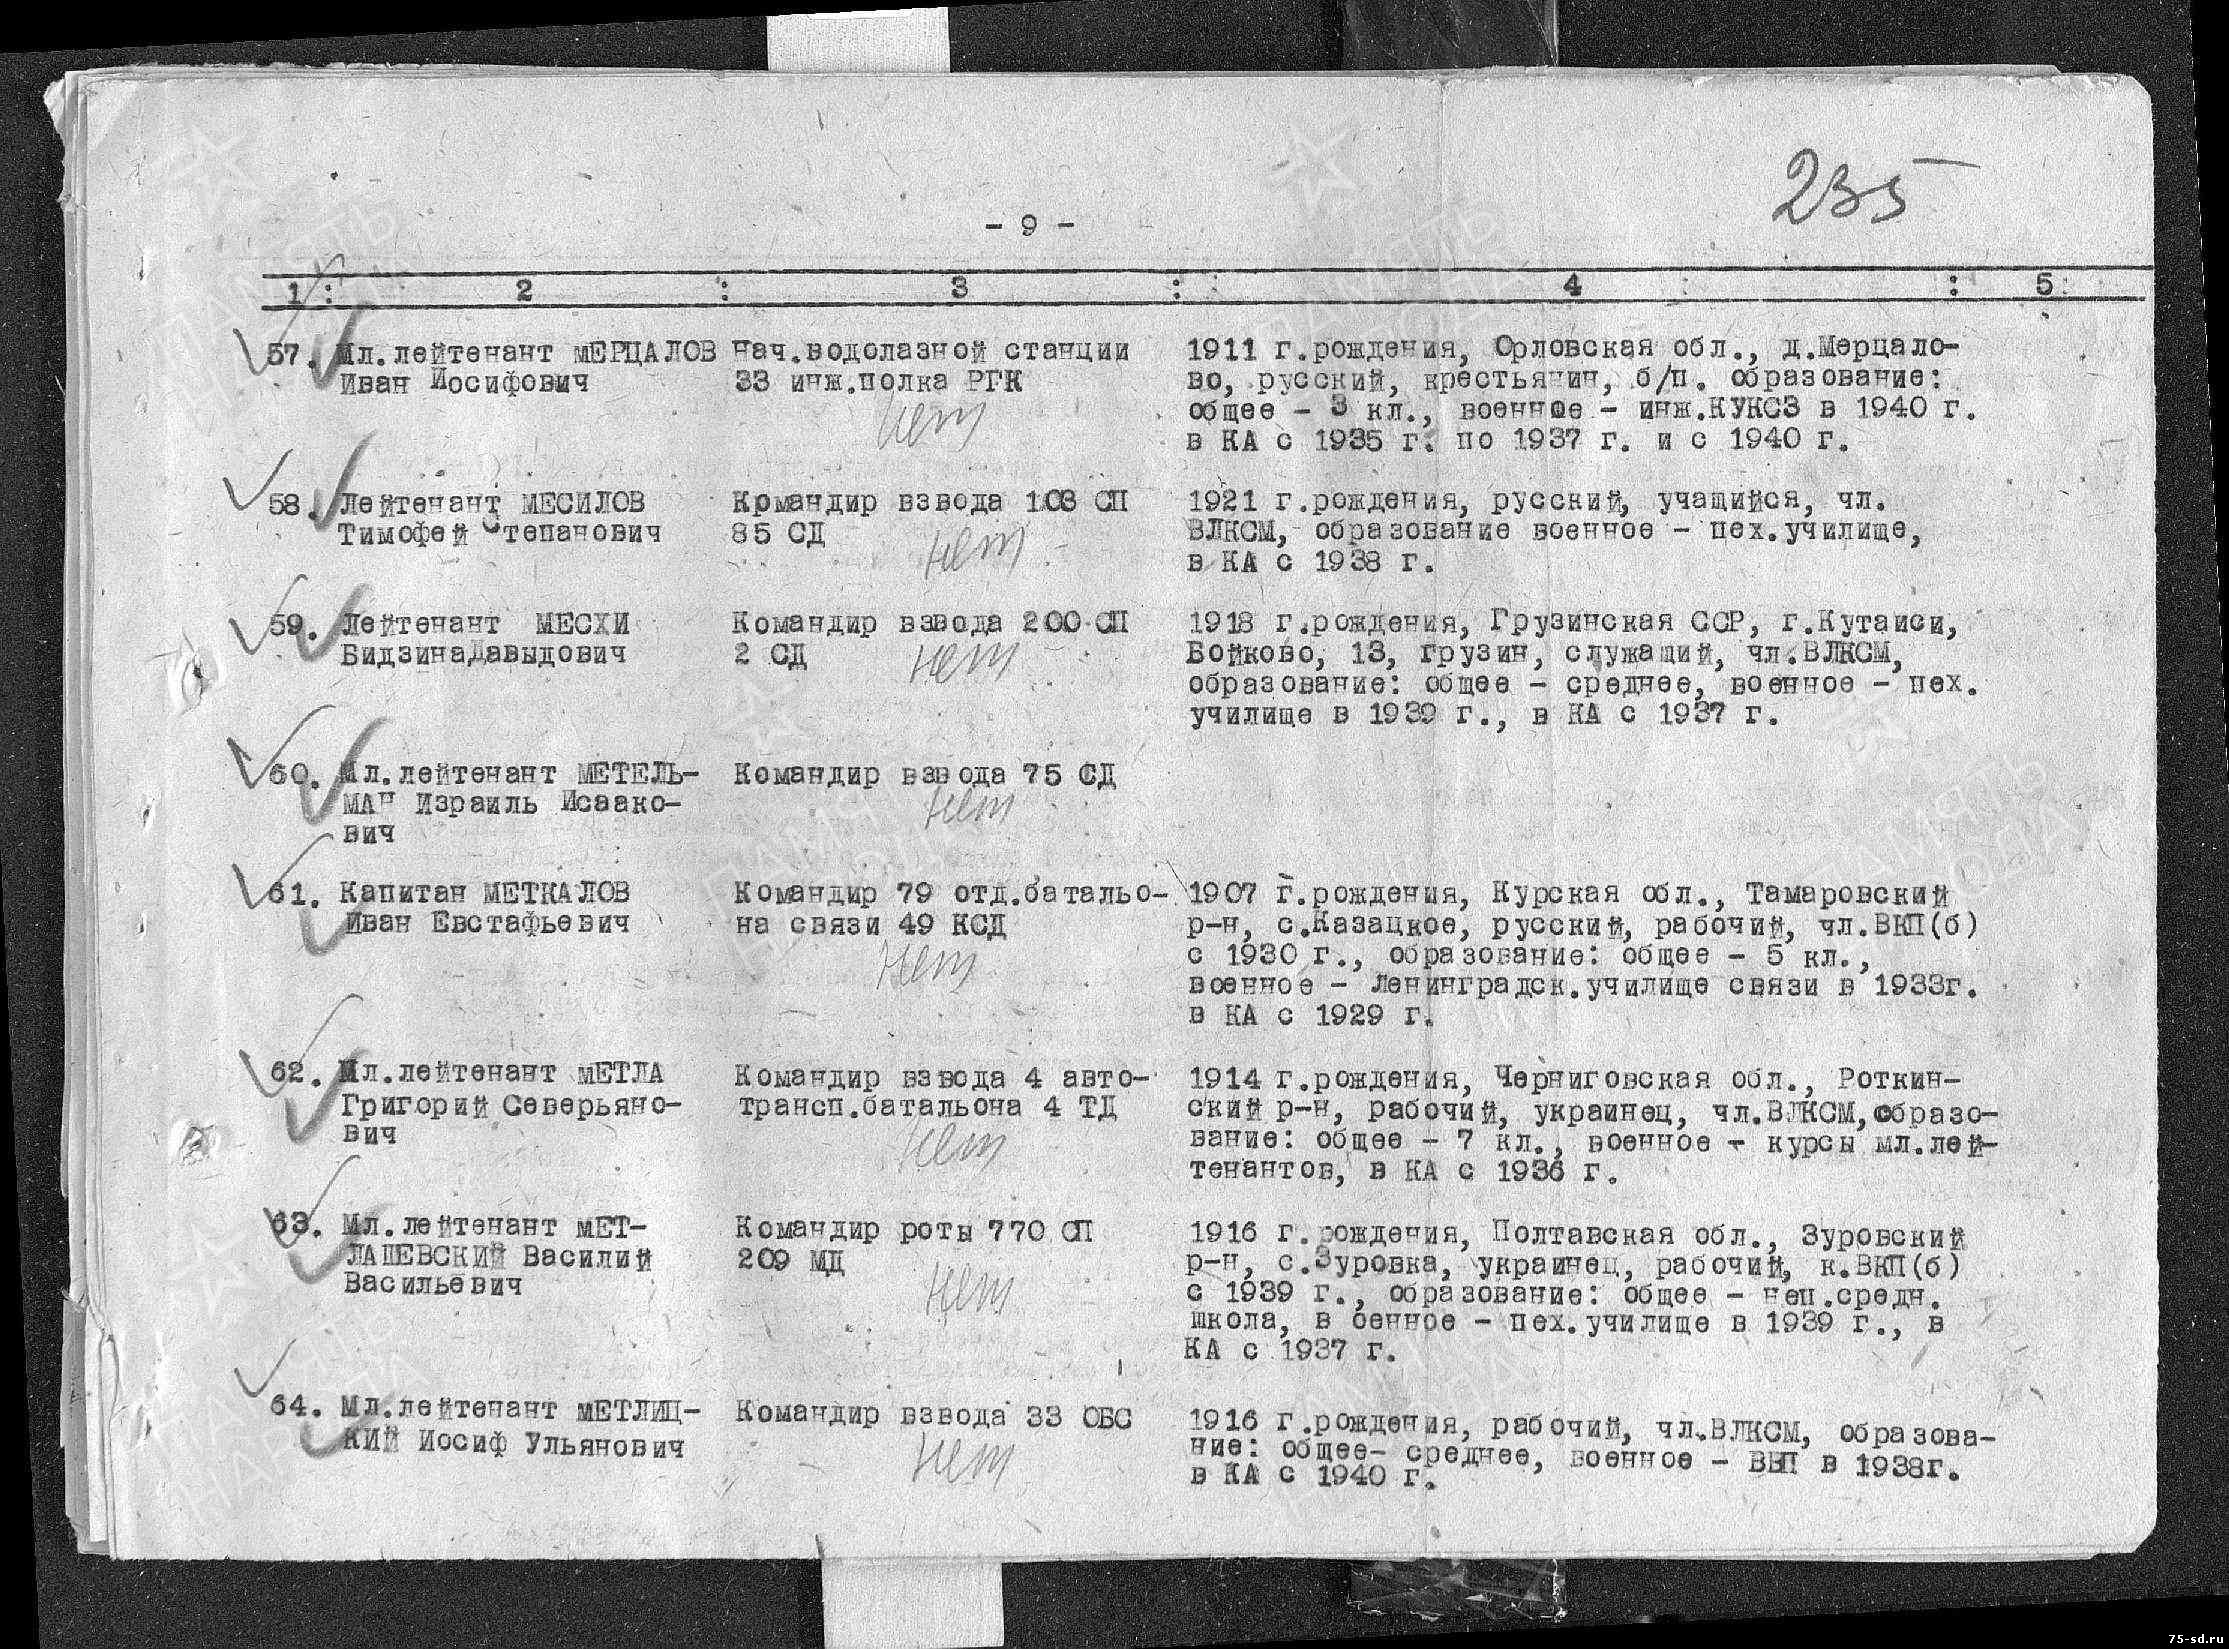 235
- 9 -
1 : 2 : 3 : 4 : 5
57. Мл.лейтенант МЕРЦАЛОВ Нач.водолазной станции 1911 г.рождения, Орловская обл., д.Мерцало-
Иван Иосифович 33 инж.полка РГК во, русский, крестьянин, б/п. образование:
общее - 3 кл., военное - инж.КУКСЗ в 1940 г.
нет
в КА с 1935 г. по 1937 г. и с 1940 г.
58. Лейтенант МЕСИЛОВ Командир взвода 103 СП 1921 г.рождения, русский, учащийся, чл.
Тимофей Степанович 85 СД ВЛКСМ, образование военное - пех.училище,
нет
в КА с 1938 г.
59. Лейтенант МЕСХИ Командир взвода 200 СП 1918 г.рождения, Грузинская ССР, г.Кутаиси,
Бидзина Давыдович 2 СД Бойково, 13, грузин, служащий, чл.ВЛКСМ,
нет
образование: общее - среднее, военное - пех.
училище в 1939 г., в КА с 1937 г.
60. Мл.лейтенант МЕТЕЛЬ- Командир взвода 75 СД
МАН Израиль Исаако- нет
вич
61. Капитан МЕТКАЛОВ Командир 79 отд.батальо- 1907 г.рождения, Курская обл., Тамаровский
Иван Евстафьевич на связи 49 КСД р-н, с.Казацкое, русский, рабочий, чл.ВКП(б)
нет
с 1930 г., образование: общее - 5 кл.,
военное - Ленинградск.училище связи в 1933г.
в КА с 1929 г.
62. Мл.лейтенант МЕТЛА Командир взвода 4 авто- 1914 г.рождения, Черниговская обл., Роткин-
Григорий Северьяно- трансп.батальона 4 ТД ский р-н, рабочий, украинец, чл.ВЛКСМ,образо-
вич нет вание: общее - 7 кл., военное - курсы мл.лей-
тенантов, в КА с 1936 г.
63. Мл.лейтенант МЕТ- Командир роты 770 СП 1916 г.рождения, Полтавская обл., Зуровский
ЛАШЕВСКИЙ Василий 209 МД р-н, с.Зуровка, украинец, рабочий, к.ВКП(б)
Васильевич нет с 1939 г., образование: общее - неп.средн.
школа, в оенное - пех.училище в 1939 г., в
КА с 1937 г.
64. Мл.лейтенант МЕТЛИЦ- Командир взвода 33 ОБС 1916 г.рождения, рабочий, чл.ВЛКСМ, образова-
КИЙ Иосиф Ульянович нет ние: общее- среднее, военное - ВВП в 1938г.
в КА с 1940 г.
ПАМЯТЬ
НАРОДА
75-sd.ru